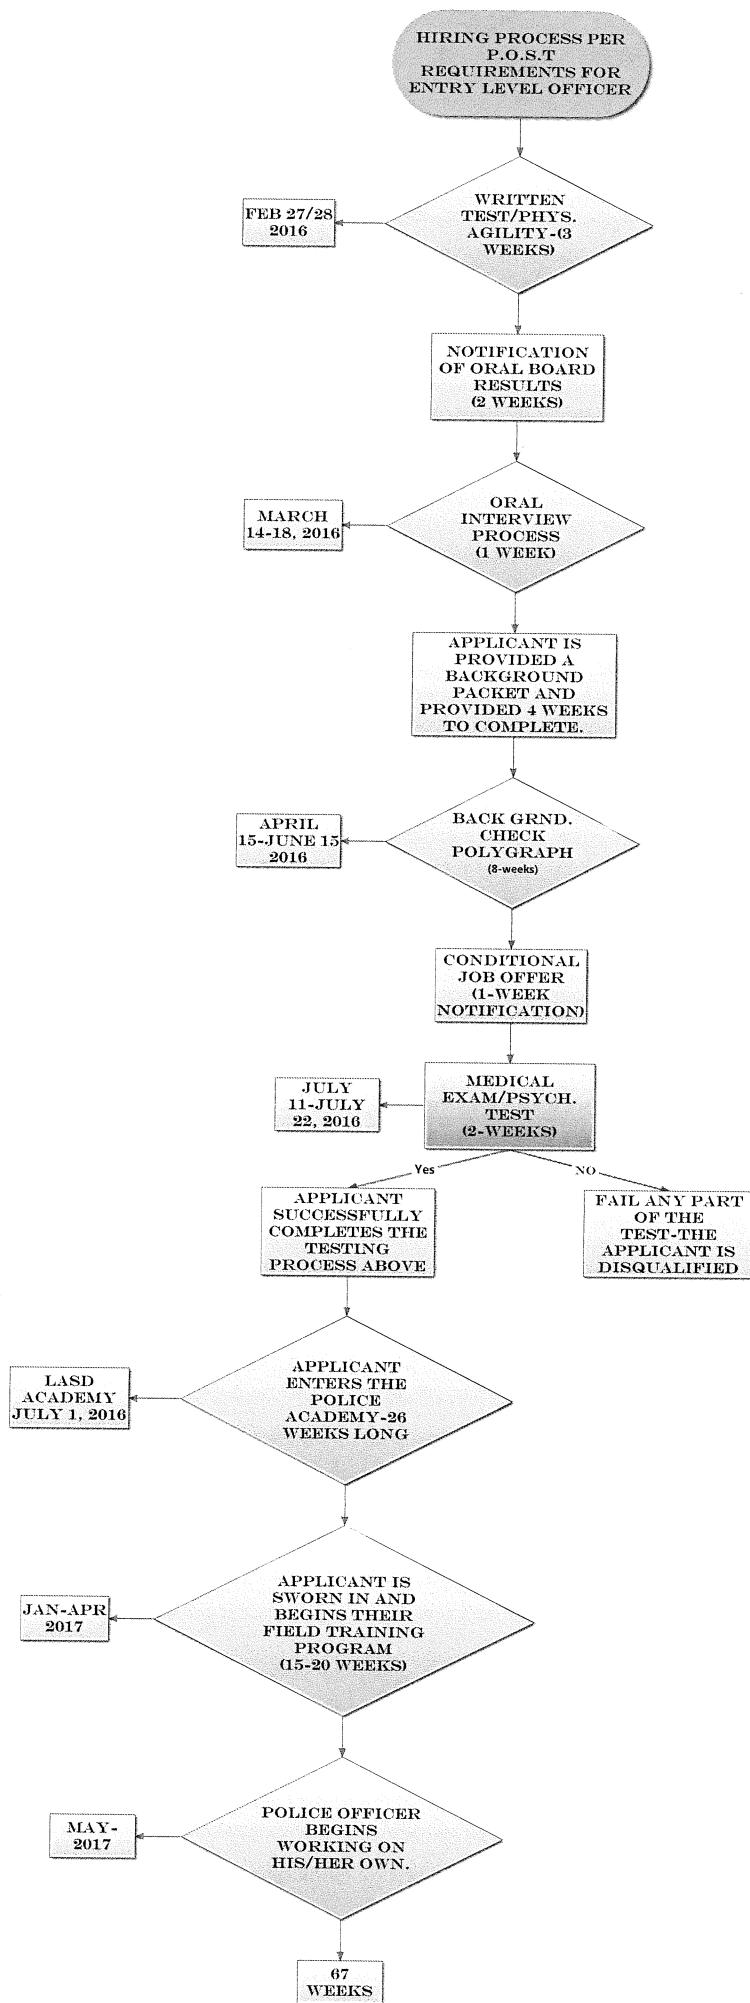 HIRING PROCESS PER
P.O.S.T
REQUIREMENTS FOR
ENTRY LEVEL OFFICER
WRITTEN
TEST/PHYS.
AGILITY-(3
WEEKS)
FEB 27/28
2016
NOTIFICATION
OF ORAL BOARD
RESULTS
(2 WEEKS)
ORAL
INTERVIEW
PROCESS
(1 WEEK)
MARCH
14-18, 2016
APPLICANT IS
PROVIDED A
BACKGROUND
PACKET AND
PROVIDED 4 WEEKS
TO COMPLETE.
BACK GRND.
CHECK
POLYGRAPH
(8-weeks)
APRIL
15-JUNE 15
2016
CONDITIONAL
JOB OFFER
(1-WEEK
NOTIFICATION)
MEDICAL
EXAM/PSYCH.
TEST
(2-WEEKS)
JULY
11-JULY
22, 2016
Yes
NO
APPLICANT
SUCCESSFULLY
COMPLETES THE
TESTING
PROCESS ABOVE
FAIL ANY PART
OF THE
TEST-THE
APPLICANT IS
DISQUALIFIED
APPLICANT
ENTERS THE
POLICE
ACADEMY-26
WEEKS LONG
LASD
ACADEMY
JULY 1, 2016
APPLICANT IS
SWORN IN AND
BEGINS THEIR
FIELD TRAINING
PROGRAM
(15-20 WEEKS)
JAN-APR
2017
POLICE OFFICER
BEGINS
WORKING ON
HIS/HER OWN.
MAY-
2017
67
WEEKS